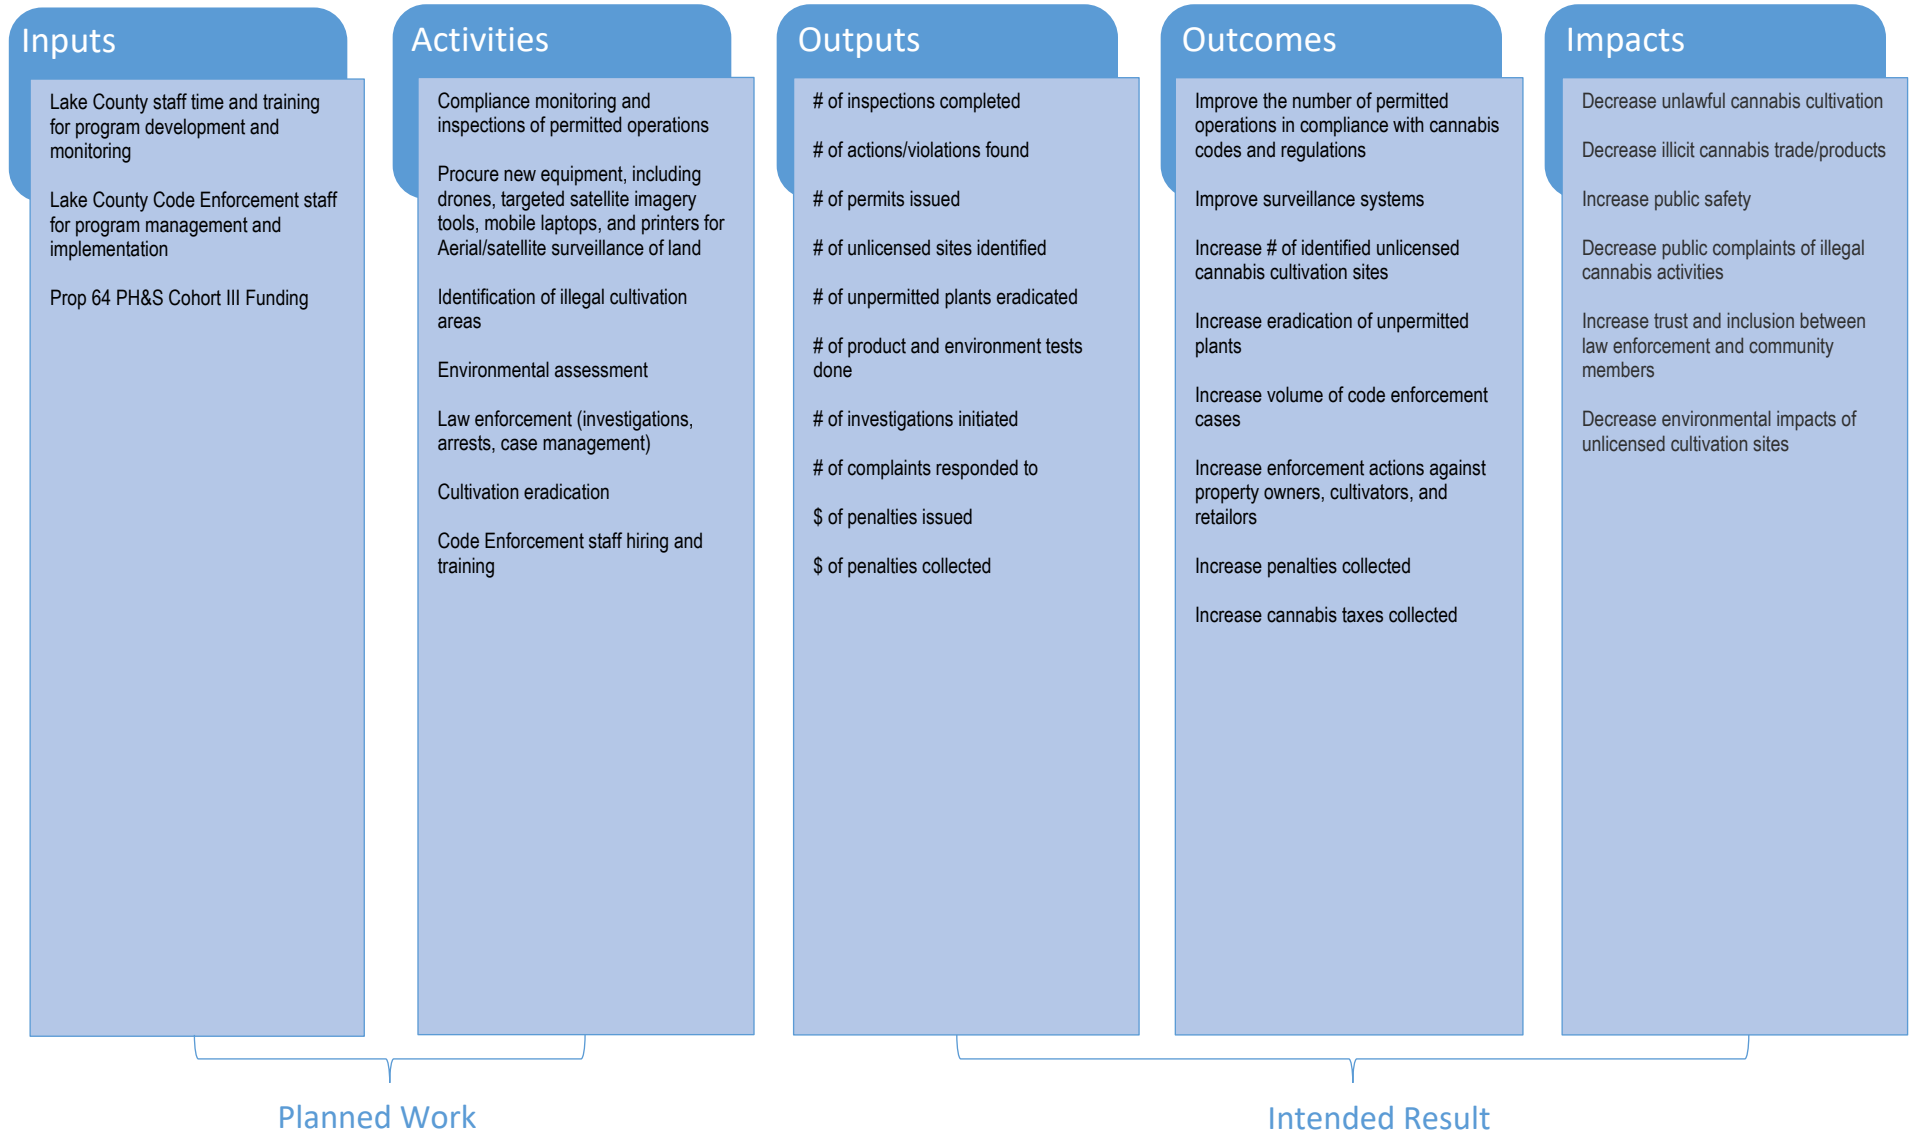 Inputs
Lake County staff time and training
for program development and
monitoring
Lake County Code Enforcement staff
for program management and
implementation
Prop 64 PH&S Cohort III Funding
Activities
Compliance monitoring and
inspections of permitted operations
Procure new equipment, including
drones, targeted satellite imagery
tools, mobile laptops, and printers for
Aerial/satellite surveillance of land
Identification of illegal cultivation
areas
Environmental assessment
Law enforcement (investigations,
arrests, case management)
Cultivation eradication
Code Enforcement staff hiring and
training
Outputs
# of inspections completed
# of actions/violations found
# of permits issued
# of unlicensed sites identified
# of unpermitted plants eradicated
# of product and environment tests
done
# of investigations initiated
# of complaints responded to
$ of penalties issued
$ of penalties collected
Outcomes
Improve the number of permitted
operations in compliance with cannabis
codes and regulations
Improve surveillance systems
Increase # of identified unlicensed
cannabis cultivation sites
Increase eradication of unpermitted
plants
Increase volume of code enforcement
cases
Increase enforcement actions against
property owners, cultivators, and
retailors
Increase penalties collected
Increase cannabis taxes collected
Impacts
Decrease unlawful cannabis cultivation
Decrease illicit cannabis trade/products
Increase public safety
Decrease public complaints of illegal
cannabis activities
Increase trust and inclusion between
law enforcement and community
members
Decrease environmental impacts of
unlicensed cultivation sites
Planned Work
Intended Result